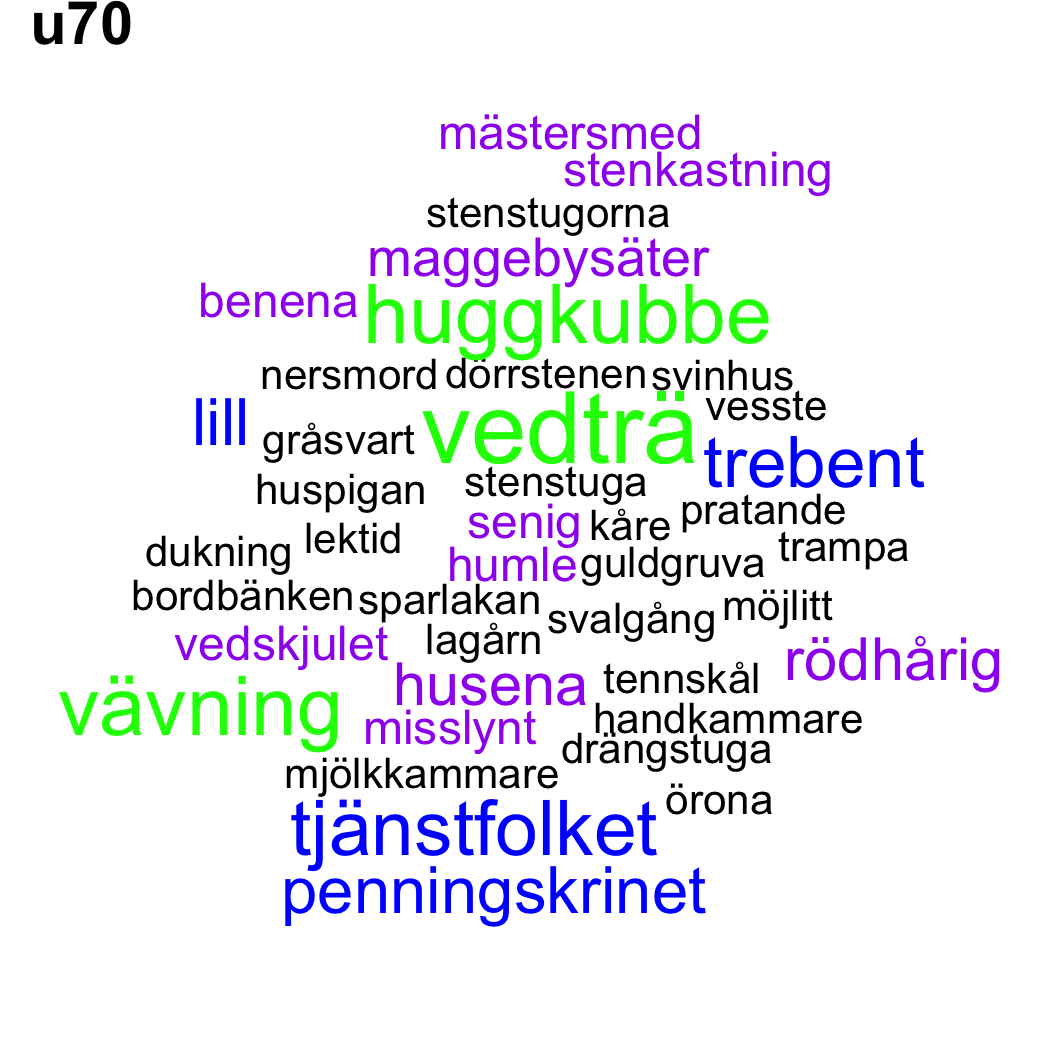 u70
mästersmed
stenkastning
stenstugorna
maggebysäter
benena huggkubbe
nersmord dörrstenen svinhus
lill gråsvart vedträ vesste
trebent
huspigan stenstuga
senig kåre pratande
dukning lektid humle guldgruva trampa
bordbänken sparlakan svalgång möjlitt
vedskjulet lagårn
rödhårig
husena tennskål
vävning misslynt handkammare
drängstuga
mjölkkammare örona
tjänstfolket
penningskrinet